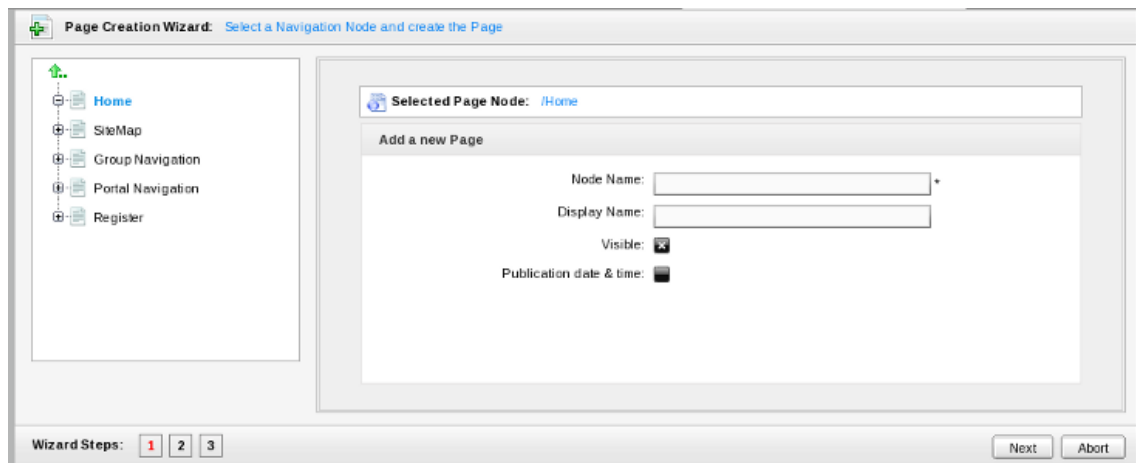 Page Creation Wizard: Select a Navigation Node and create the Page
Home
SiteMap
Group Navigation
Portal Navigation
Register
Selected Page Node: /Home
Add a new Page
Node Name: *
Display Name:
Visible:
Publication date & time:
Wizard Steps: 1 2 3
Next Abort